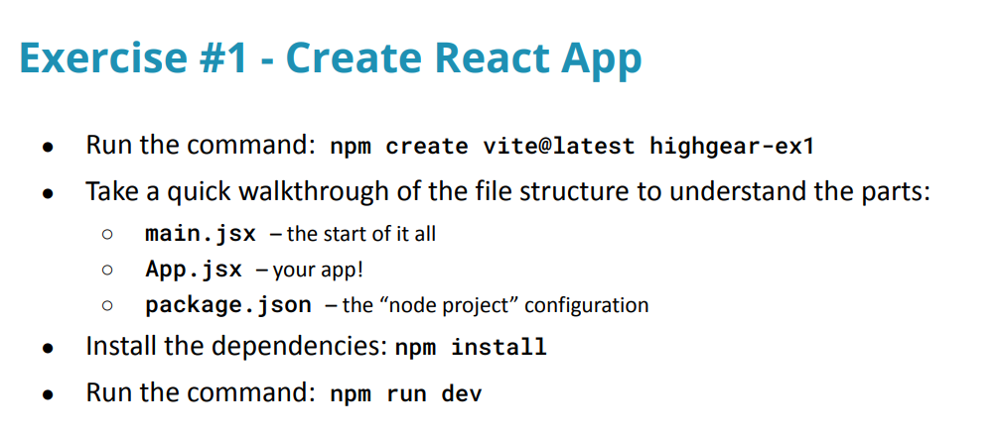 Exercise #1 - Create React App
● Run the command: npm create vite@latest highgear-ex1
● Take a quick walkthrough of the file structure to understand the parts:
○ main.jsx – the start of it all
○ App.jsx – your app!
○ package.json – the “node project” configuration
● Install the dependencies: npm install
● Run the command: npm run dev